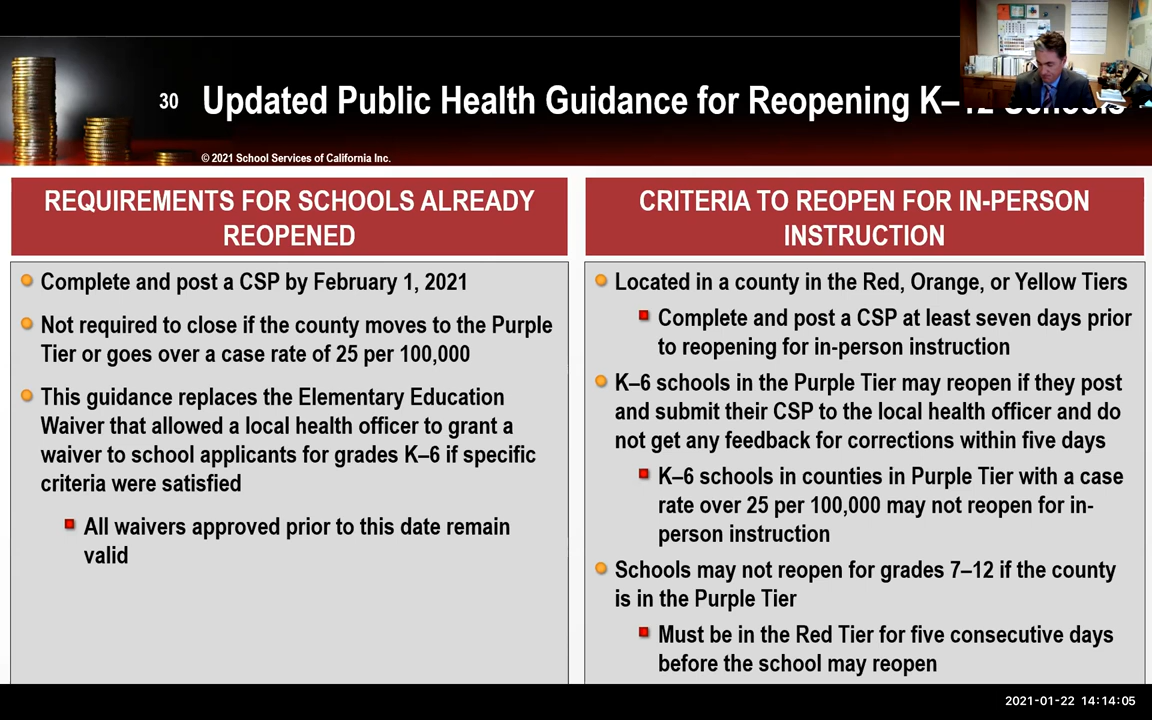 30
Updated Public Health Guidance for Reopening K–12 Schools
© 2021 School Services of California Inc.
REQUIREMENTS FOR SCHOOLS ALREADY
REOPENED
Complete and post a CSP by February 1, 2021
Not required to close if the county moves to the Purple
Tier or goes over a case rate of 25 per 100,000
This guidance replaces the Elementary Education
Waiver that allowed a local health officer to grant a
waiver to school applicants for grades K–6 if specific
criteria were satisfied
All waivers approved prior to this date remain
valid
CRITERIA TO REOPEN FOR IN-PERSON
INSTRUCTION
Located in a county in the Red, Orange, or Yellow Tiers
Complete and post a CSP at least seven days prior
to reopening for in-person instruction
K–6 schools in the Purple Tier may reopen if they post
and submit their CSP to the local health officer and do
not get any feedback for corrections within five days
K–6 schools in counties in Purple Tier with a case
rate over 25 per 100,000 may not reopen for in-
person instruction
Schools may not reopen for grades 7–12 if the county
is in the Purple Tier
Must be in the Red Tier for five consecutive days
before the school may reopen
2021-01-22 14:14:05